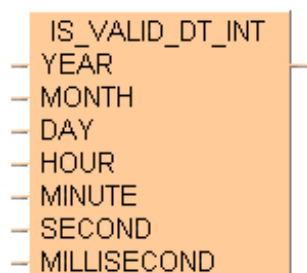 IS_VALID_DT_INT
YEAR
MONTH
DAY
HOUR
MINUTE
SECOND
MILLISECOND